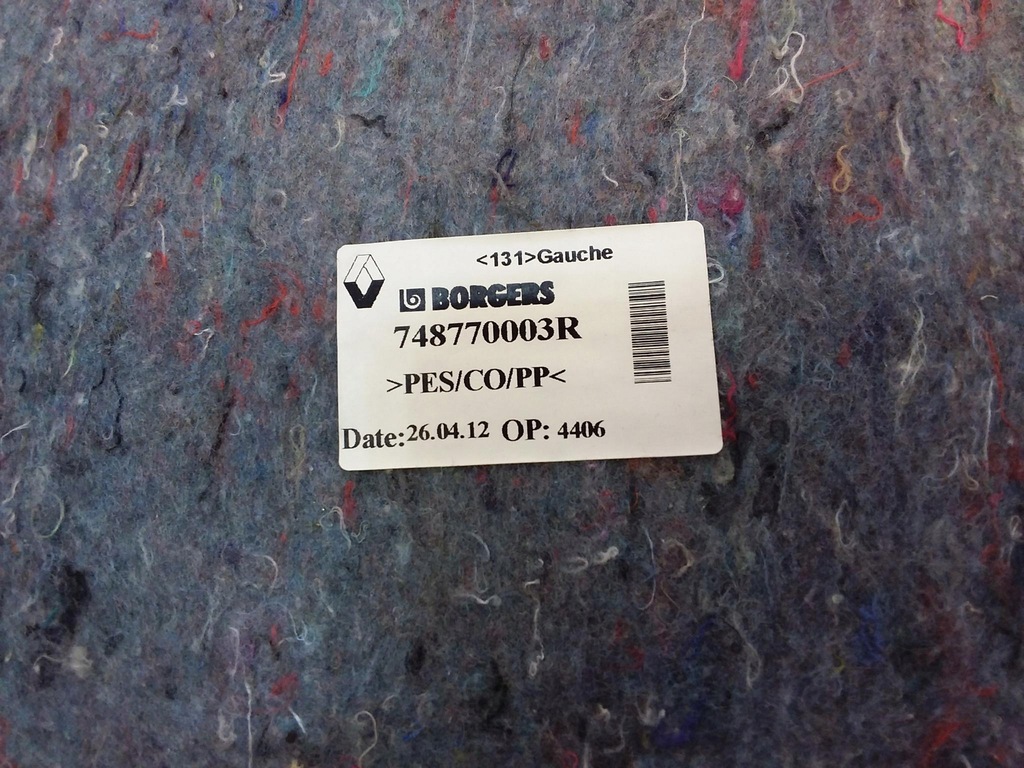 <131>Gauche
BORGERS
748770003R
>PES/CO/PP<
Date:26.04.12 OP: 4406